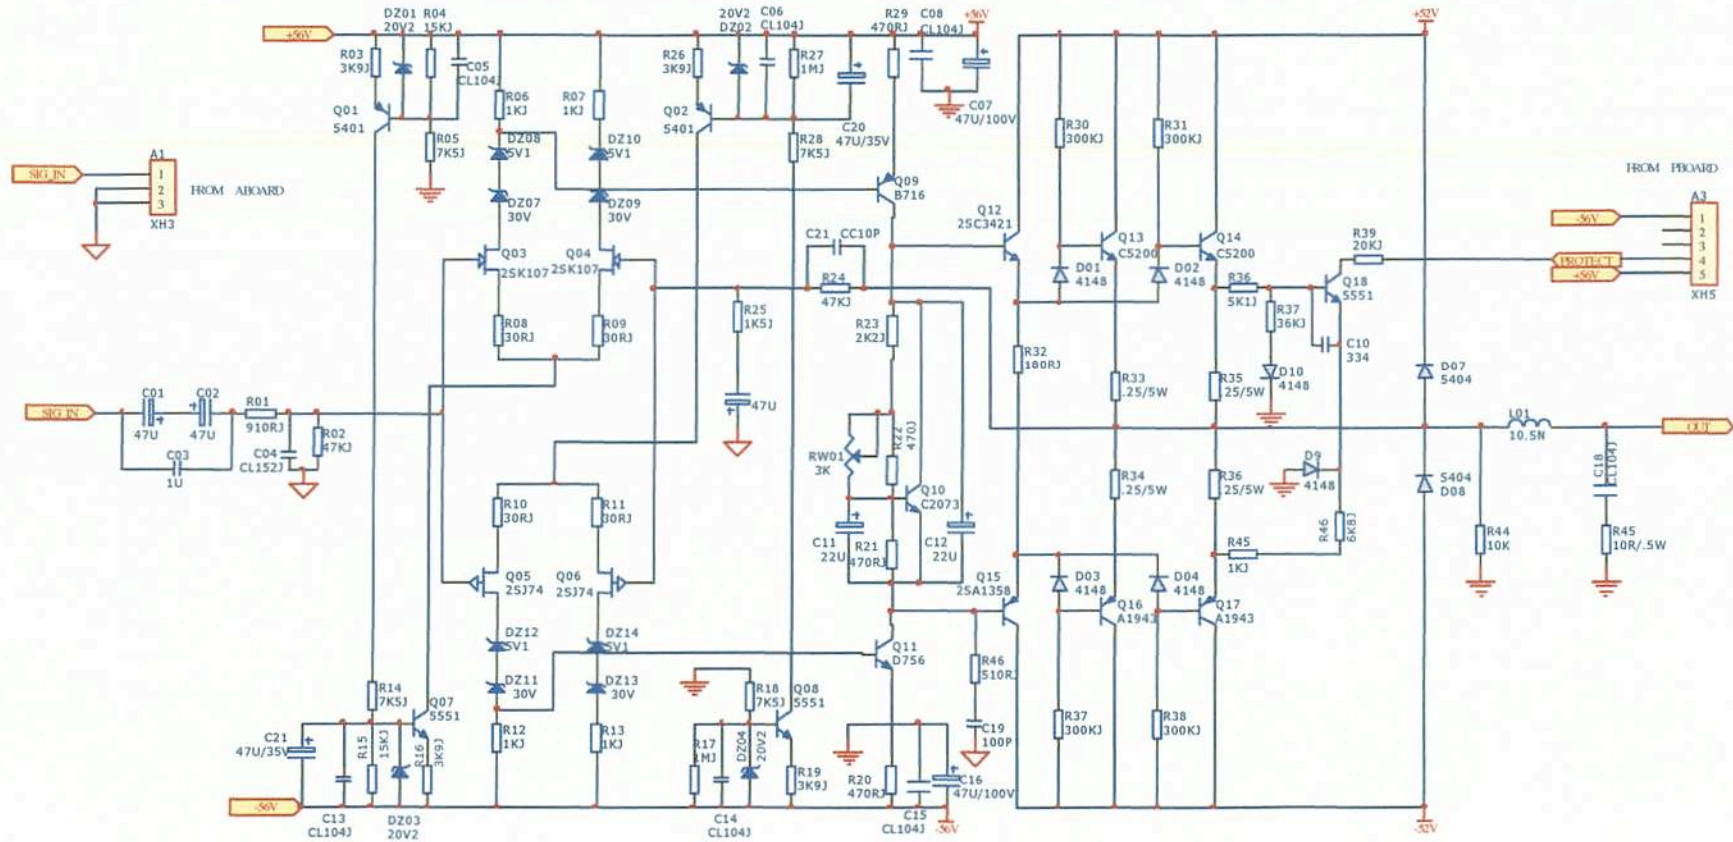 DZ01
20V2
R04
15KJ
20V2
DZ02
C06
CL104J
R29
470RJ
C08
CL104J
+56V
+52V
+56V
R03
3K9J
C05
CL104J
R26
3K9J
R27
1MJ
R06
1KJ
R07
1KJ
Q01
5401
Q02
5401
C20
47U/35V
C07
47U/100V
R05
7K5J
DZ08
5V1
DZ10
5V1
R28
7K5J
R30
300KJ
R31
300KJ
A1
SIG_IN
1
2
3
XH3
FROM ABOARD
FROM PBOARD
DZ07
30V
DZ09
30V
Q09
B716
Q12
2SC3421
A3
-56V
1
2
3
PROTECT
4
+56V
5
XH5
Q03
2SK107
Q04
2SK107
C21
CC10P
Q13
C5200
Q14
C5200
R39
20KJ
D01
4148
D02
4148
R24
47KJ
R36
5K1J
Q18
5551
R37
36KJ
R25
1K5J
R08
30RJ
R09
30RJ
R23
2K2J
R32
180RJ
C10
334
D10
4148
D07
5404
R33
.25/5W
R35
.25/5W
C01
47U
C02
47U
R01
910RJ
47U
SIG_IN
L01
10.5N
OUT
R02
47KJ
C04
CL152J
C03
1U
RW01
3K
R22
470J
D9
4148
C18
CL104J
R34
.25/5W
R36
.25/5W
5404
D08
Q10
C2073
R10
30RJ
R11
30RJ
C11
22U
R21
470RJ
C12
22U
R46
6K8J
R44
10K
R45
10R/.5W
R45
1KJ
Q05
2SJ74
Q06
2SJ74
Q15
2SA1358
D03
4148
D04
4148
Q16
A1943
Q17
A1943
DZ12
5V1
DZ14
5V1
Q11
D756
R46
510RJ
DZ11
30V
DZ13
30V
R14
7K5J
Q07
5551
R18
7K5J
Q08
5551
C21
47U/35V
R15
15KJ
R16
3K9J
R12
1KJ
R13
1KJ
R17
1MJ
DZ04
20V2
C19
100P
R37
300KJ
R38
300KJ
R19
3K9J
R20
470RJ
C16
47U/100V
-56V
C13
CL104J
DZ03
20V2
C14
CL104J
C15
CL104J
-56V
-52V